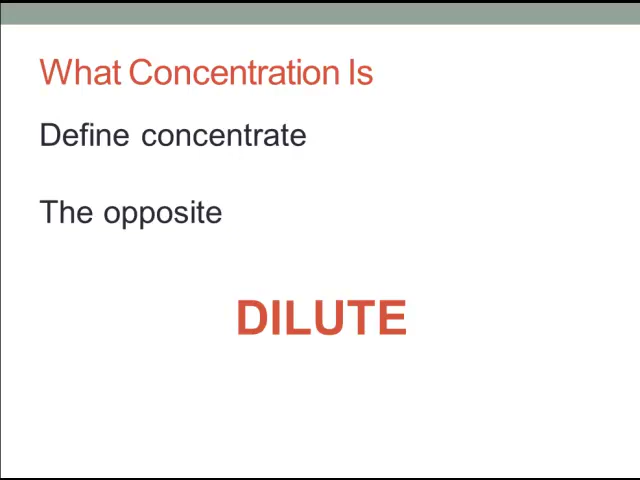 What Concentration Is
Define concentrate
The opposite
DILUTE